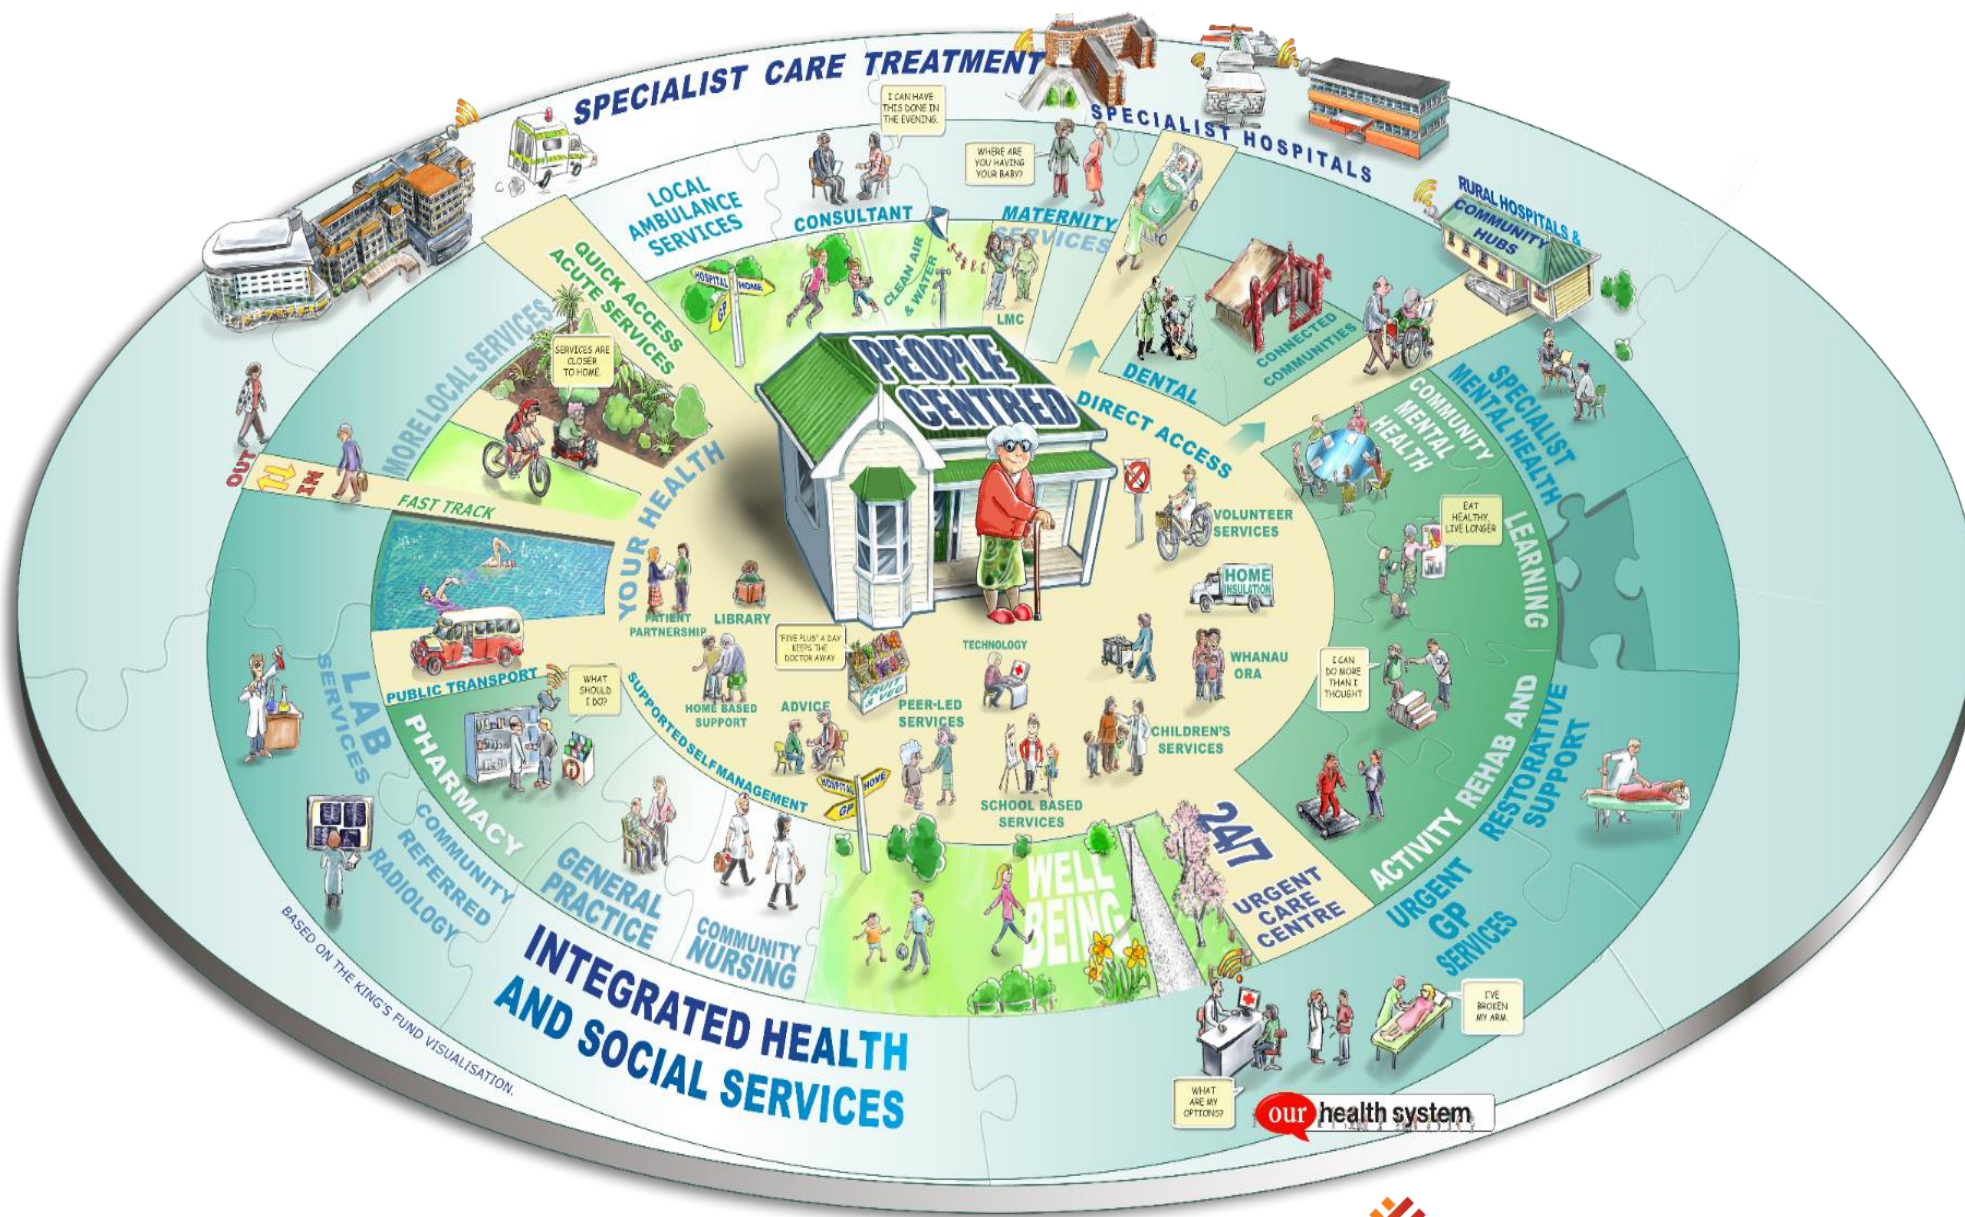 SPECIALIST CARE TREATMENT
I CAN HAVE
THIS DONE IN
THE EVENING.
SPECIALIST HOSPITALS
WHERE ARE
YOU HAVING
YOUR BABY?
RURAL HOSPITALS &
COMMUNITY
HUBS
LOCAL
AMBULANCE
SERVICES
CONSULTANT
MATERNITY
SERVICES
QUICK ACCESS
ACUTE SERVICES
HOSPITAL
HOME
GP
CLEAN AIR
& WATER
LMC
CONNECTED
COMMUNITIES
DENTAL
MORE LOCAL SERVICES
SERVICES ARE
CLOSER
TO HOME.
PEOPLE
CENTRED
DIRECT ACCESS
COMMUNITY
MENTAL
HEALTH
SPECIALIST
MENTAL HEALTH
OUT
IN
FAST TRACK
YOUR HEALTH
VOLUNTEER
SERVICES
EAT
HEALTHY,
LIVE LONGER
LEARNING
HOME
INSULATION
PATIENT
PARTNERSHIP
LIBRARY
"FIVE PLUS" A DAY
KEEPS THE
DOCTOR AWAY
FRUIT
& VEG
TECHNOLOGY
WHANAU
ORA
I CAN
DO MORE
THAN I
THOUGHT
PUBLIC TRANSPORT
WHAT
SHOULD
I DO?
HOME BASED
SUPPORT
ADVICE
PEER-LED
SERVICES
CHILDREN'S
SERVICES
SUPPORTED SELF MANAGEMENT
HOSPITAL
HOME
GP
SCHOOL BASED
SERVICES
LAB
SERVICES
PHARMACY
COMMUNITY
REFERRED
RADIOLOGY
GENERAL
PRACTICE
COMMUNITY
NURSING
WELL
BEING
24/7
URGENT
CARE
CENTRE
ACTIVITY REHAB AND
RESTORATIVE
SUPPORT
URGENT
GP
SERVICES
I'VE
BROKEN
MY ARM.
WHAT
ARE MY
OPTIONS?
INTEGRATED HEALTH
AND SOCIAL SERVICES
BASED ON THE KING'S FUND VISUALISATION.
our health system